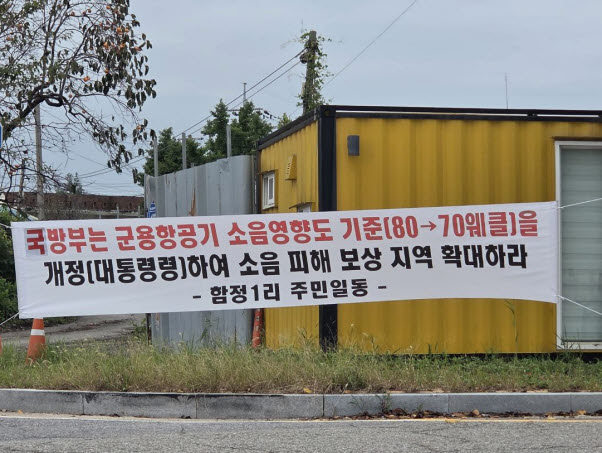 국방부는 군용항공기 소음영향도 기준(80→70웨클)을
개정(대통령령)하여 소음 피해 보상 지역 확대하라
- 함정1리 주민일동 -